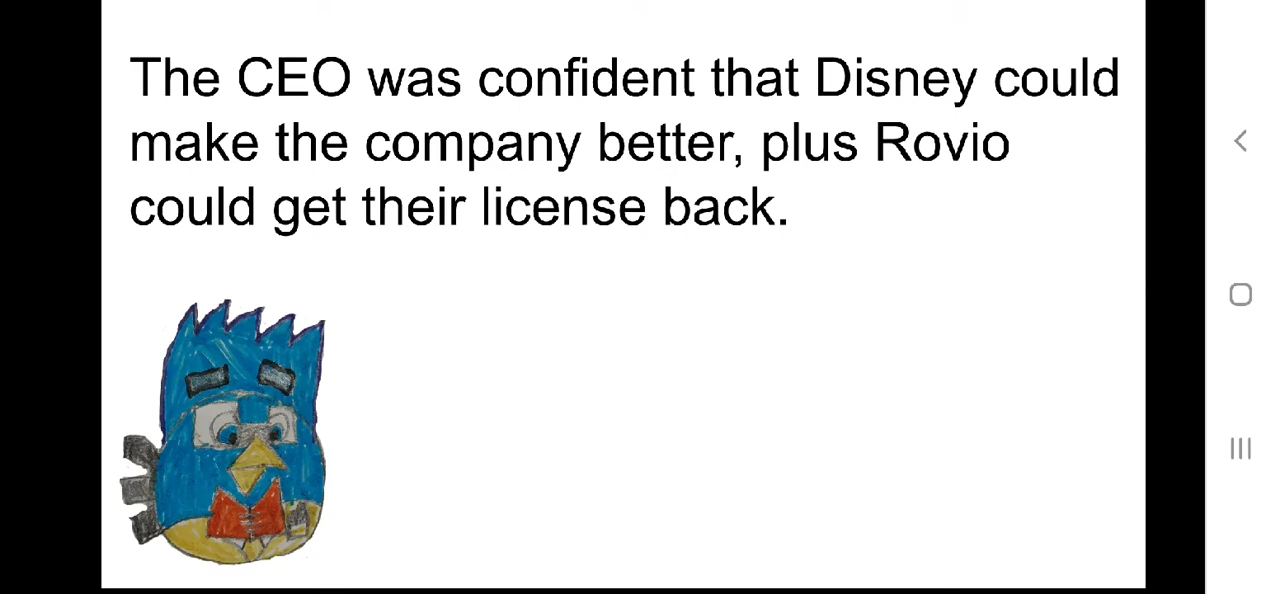 The CEO was confident that Disney could
make the company better, plus Rovio
could get their license back.